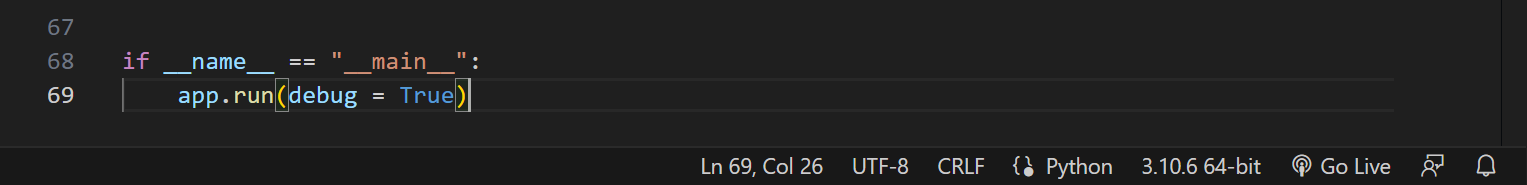 67
68 if __name__ == "__main__":
69 app.run(debug = True)
Ln 69, Col 26 UTF-8 CRLF Python 3.10.6 64-bit Go Live